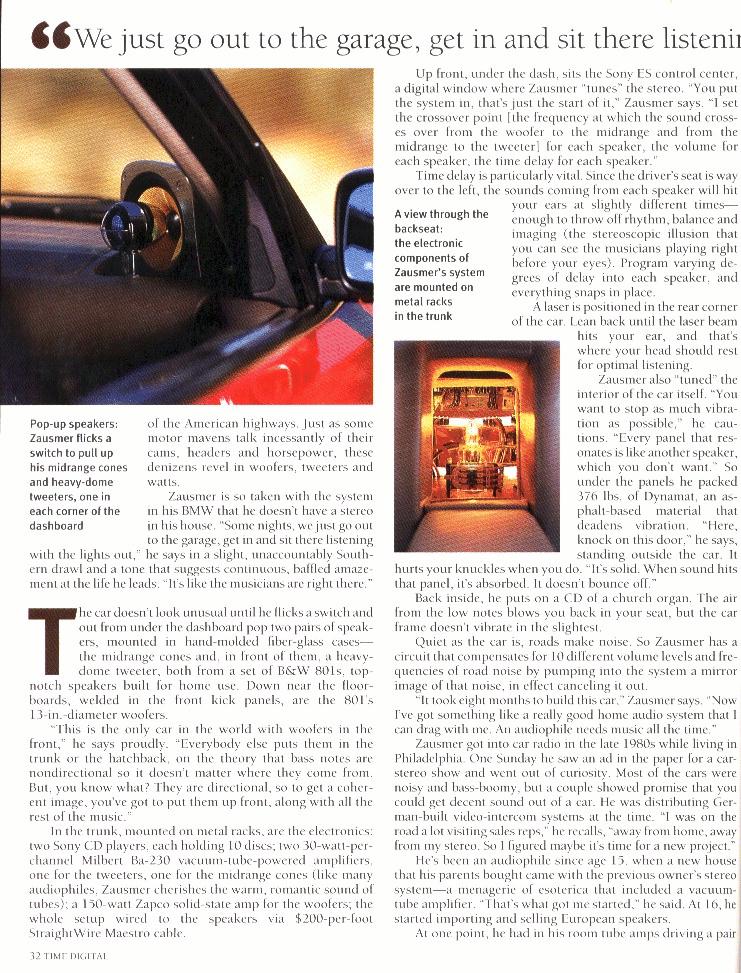 “We just go out to the garage, get in and sit there
Pop-up speakers:
Zausmer flicks a
switch to pull up
his midrange cones
and heavy-dome
tweeters, one in
each corner of the
dashboard
of the American highways. Just as some
motor mavens talk incessantly of their
cams, headers and horsepower, these
denizens revel in woofers, tweeters and
watts.
Zausmer is so taken with the system
in his BMW that he doesn't have a stereo
in his house. “Some nights, we just go out
to the garage, get in and sit there listening
with the lights out,” he says in a slight, unaccountably South-
ern drawl and a tone that suggests continuous, baffled amaze-
ment at the life he leads. “It's like the musicians are right there.”
The car doesn't look unusual until he flicks a switch and
out from under the dashboard pop two pairs of speak-
ers, mounted in hand-molded fiber-glass cases—
the midrange cones and, in front of them, a heavy-
dome tweeter, both from a set of B&W 801s, top-
notch speakers built for home use. Down near the floor-
boards, welded in the front kick panels, are the 801's
13-in.-diameter woofers.
“This is the only car in the world with woofers in the
front,” he says proudly. “Everybody else puts them in the
trunk or the hatchback, on the theory that bass notes are
nondirectional so it doesn't matter where they come from.
But, you know what? They are directional, so to get a coher-
ent image, you've got to put them up front, along with all the
rest of the music.”
In the trunk, mounted on metal racks, are the electronics:
two Sony CD players, each holding 10 discs; two 30-watt-per-
channel Milbert Ba-230 vacuum-tube-powered amplifiers,
one for the tweeters, one for the midrange cones (like many
audiophiles, Zausmer cherishes the warm, romantic sound of
tubes); a 150-watt Zapco solid-state amp for the woofers; the
whole setup wired to the speakers via $200-per-foot
StraightWire Maestro cable.
Up front, under the dash, sits the Sony ES control center,
a digital window where Zausmer “tunes” the stereo. “You put
the system in, that's just the start of it,” Zausmer says. “I set
the crossover point [the frequency at which the sound cross-
es over from the woofer to the midrange and from the
midrange to the tweeter] for each speaker, the volume for
each speaker, the time delay for each speaker.”
Time delay is particularly vital. Since the driver's seat is way
over to the left, the sounds coming from each speaker will hit
your ears at slightly different times—
enough to throw off rhythm, balance and
imaging (the stereoscopic illusion that
you can see the musicians playing right
before your eyes). Program varying de-
grees of delay into each speaker, and
everything snaps in place.
A laser is positioned in the rear corner
of the car. Lean back until the laser beam
hits your ear, and that's
where your head should rest
for optimal listening.
Zausmer also “tuned” the
interior of the car itself. “You
want to stop as much vibra-
tion as possible,” he cau-
tions. “Every panel that res-
onates is like another speaker,
which you don't want.” So
under the panels he packed
376 lbs. of Dynamat, an as-
phalt-based material that
deadens vibration. “Here,
knock on this door,” he says,
standing outside the car. It
hurts your knuckles when you do. “It's solid. When sound hits
that panel, it's absorbed. It doesn't bounce off.”
Back inside, he puts on a CD of a church organ. The air
from the low notes blows you back in your seat, but the car
frame doesn't vibrate in the slightest.
Quiet as the car is, roads make noise. So Zausmer has a
circuit that compensates for 10 different volume levels and fre-
quencies of road noise by pumping into the system a mirror
image of that noise, in effect canceling it out.
“It took eight months to build this car,” Zausmer says. “Now
I've got something like a really good home audio system that I
can drag with me. An audiophile needs music all the time.”
Zausmer got into car radio in the late 1980s while living in
Philadelphia. One Sunday he saw an ad in the paper for a car-
stereo show and went out of curiosity. Most of the cars were
noisy and bass-boomy, but a couple showed promise that you
could get decent sound out of a car. He was distributing Ger-
man-built video-intercom systems at the time. “I was on the
road a lot visiting sales reps,” he recalls, “away from home, away
from my stereo. So I figured maybe it's time for a new project.”
He's been an audiophile since age 15, when a new house
that his parents bought came with the previous owner's stereo
system—a menagerie of esoterica that included a vacuum-
tube amplifier. “That's what got me started,” he said. At 16, he
started importing and selling European speakers.
At one point, he had in his room tube amps driving a pair
A view through the
backseat:
the electronic
components of
Zausmer's system
are mounted on
metal racks
in the trunk
32 TIME DIGITAL